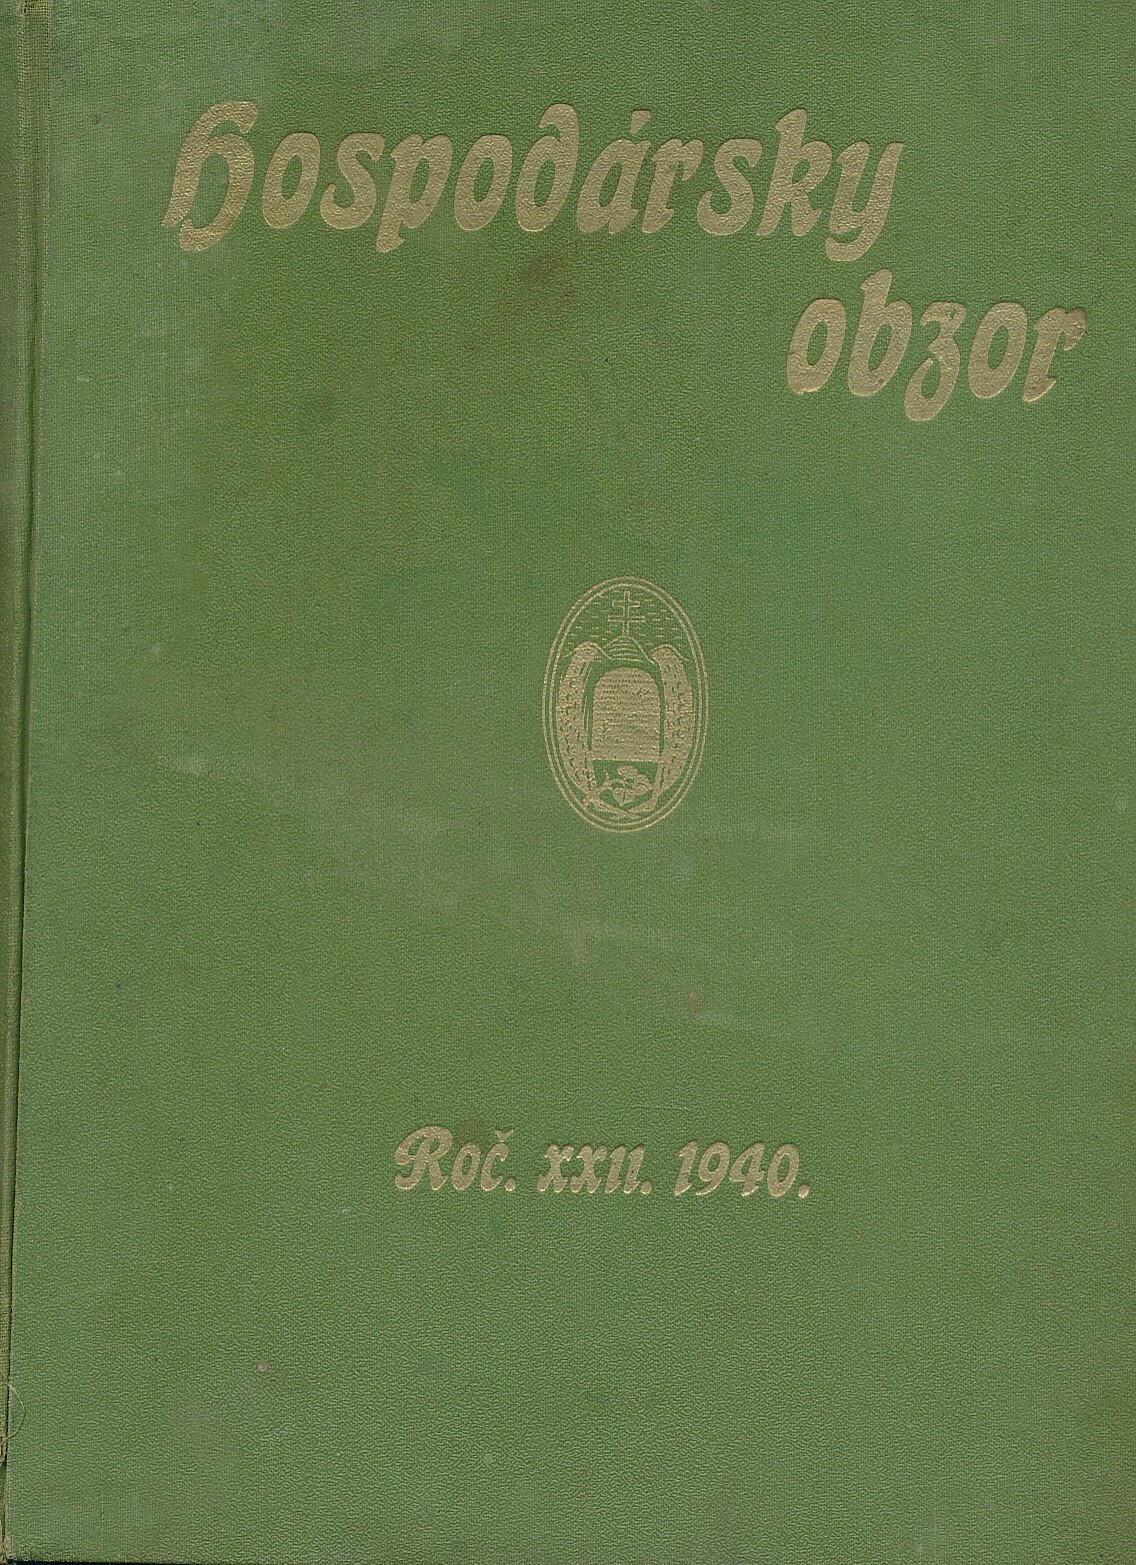 Hospodársky
obzor
Roč. XXII. 1940.